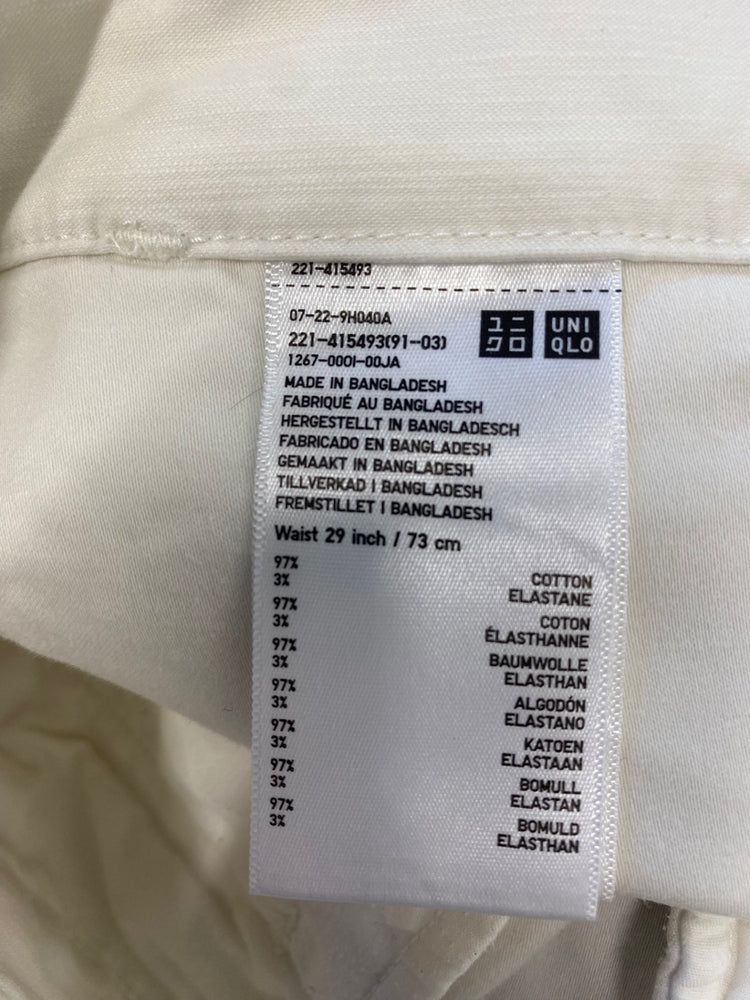 221-415493
07-22-9H040A
221-415493(91-03)
1267-000I-00JA
ユニ
クロ
UNI
QLO
MADE IN BANGLADESH
FABRIQUÉ AU BANGLADESH
HERGESTELLT IN BANGLADESCH
FABRICADO EN BANGLADESH
GEMAAKT IN BANGLADESH
TILLVERKAD I BANGLADESH
FREMSTILLET I BANGLADESH
Waist 29 inch / 73 cm
97% COTTON
3% ELASTANE
97% COTON
3% ÉLASTHANNE
97% BAUMWOLLE
3% ELASTHAN
97% ALGODÓN
3% ELASTANO
97% KATOEN
3% ELASTAAN
97% BOMULL
3% ELASTAN
97% BOMULD
3% ELASTHAN